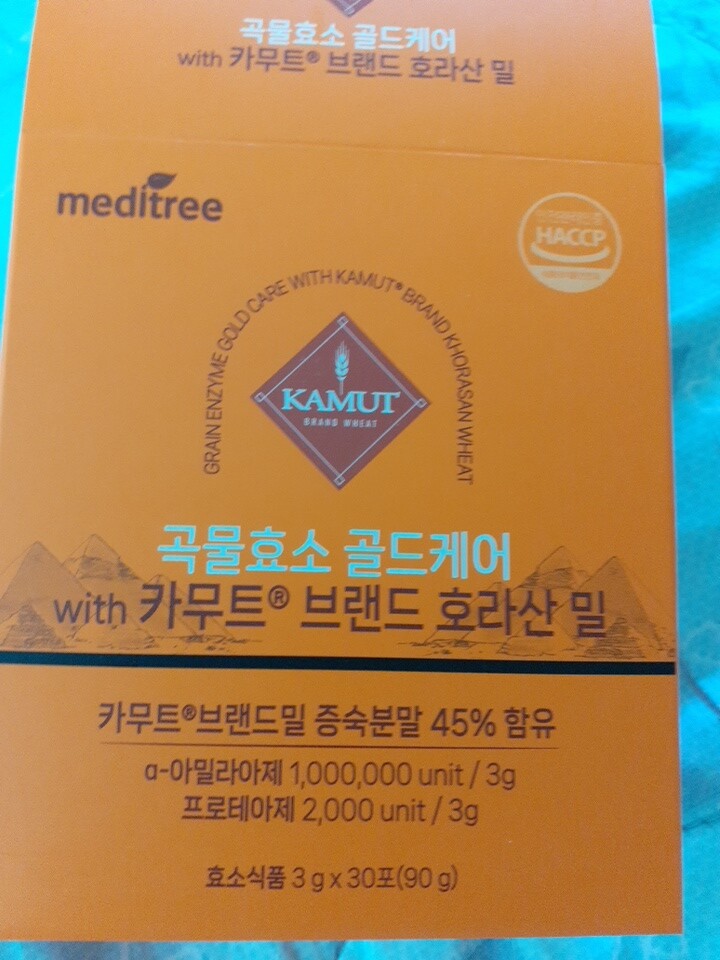 곡물효소 골드케어
with 카무트® 브랜드 호라산 밀
meditree
HACCP
GRAIN ENZYME GOLD CARE WITH KAMUT® BRAND KHORASAN WHEAT
KAMUT
BRAND WHEAT
곡물효소 골드케어
with 카무트® 브랜드 호라산 밀
카무트®브랜드밀 증숙분말 45% 함유
α-아밀라아제 1,000,000 unit / 3g
프로테아제 2,000 unit / 3g
효소식품 3 g x 30포(90 g)